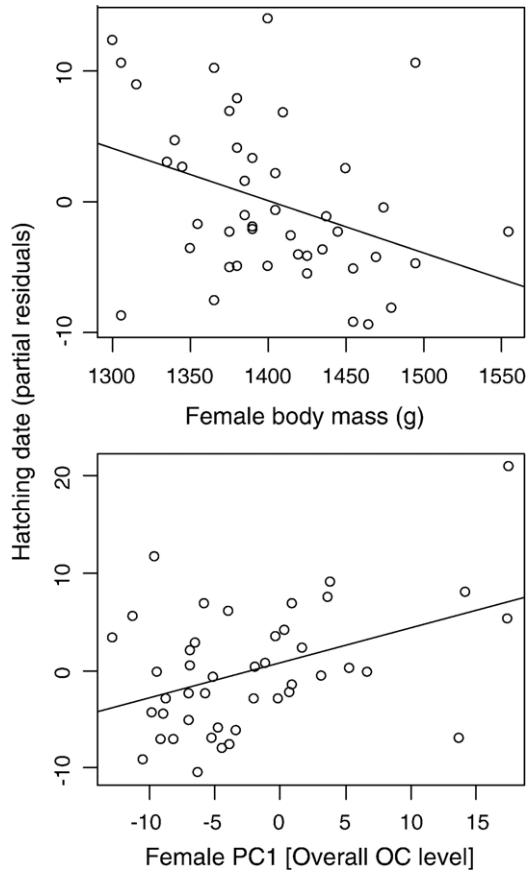 Hatching date (partial residuals)
10
0
-10
1300 1350 1400 1450 1500 1550
Female body mass (g)
20
10
0
-10
-10 -5 0 5 10 15
Female PC1 [Overall OC level]